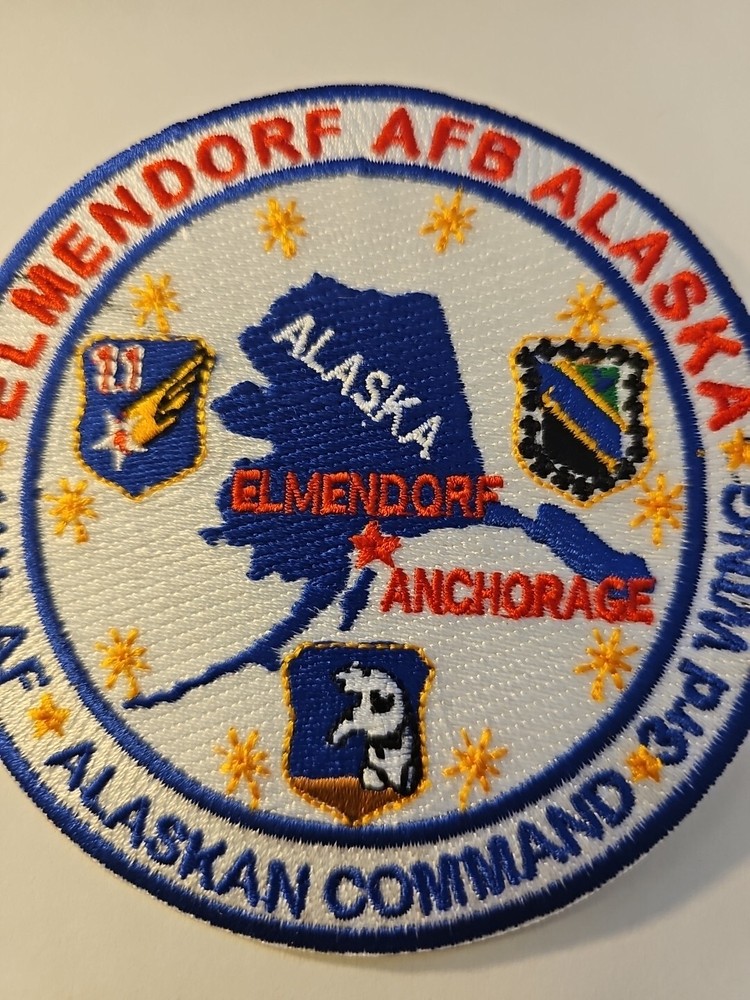 ELMENDORF AFB ALASKA
11
ALASKA
ELMENDORF
ANCHORAGE
AF
ALASKAN COMMAND
3rd WING